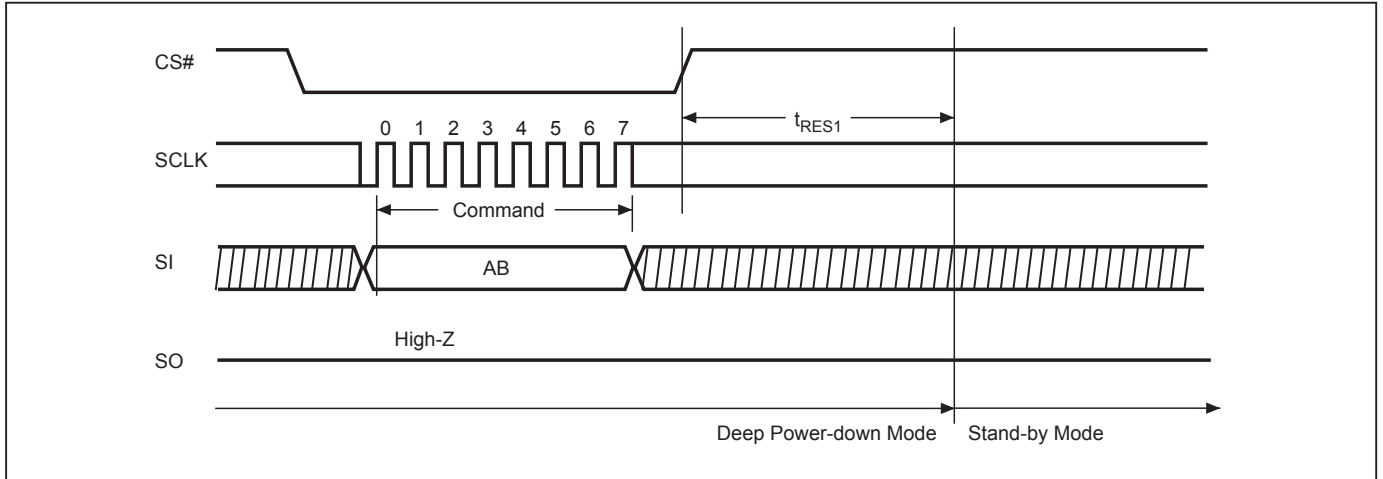 CS#
tRES1
0 1 2 3 4 5 6 7
SCLK
Command
SI
AB
High-Z
SO
Deep Power-down Mode
Stand-by Mode